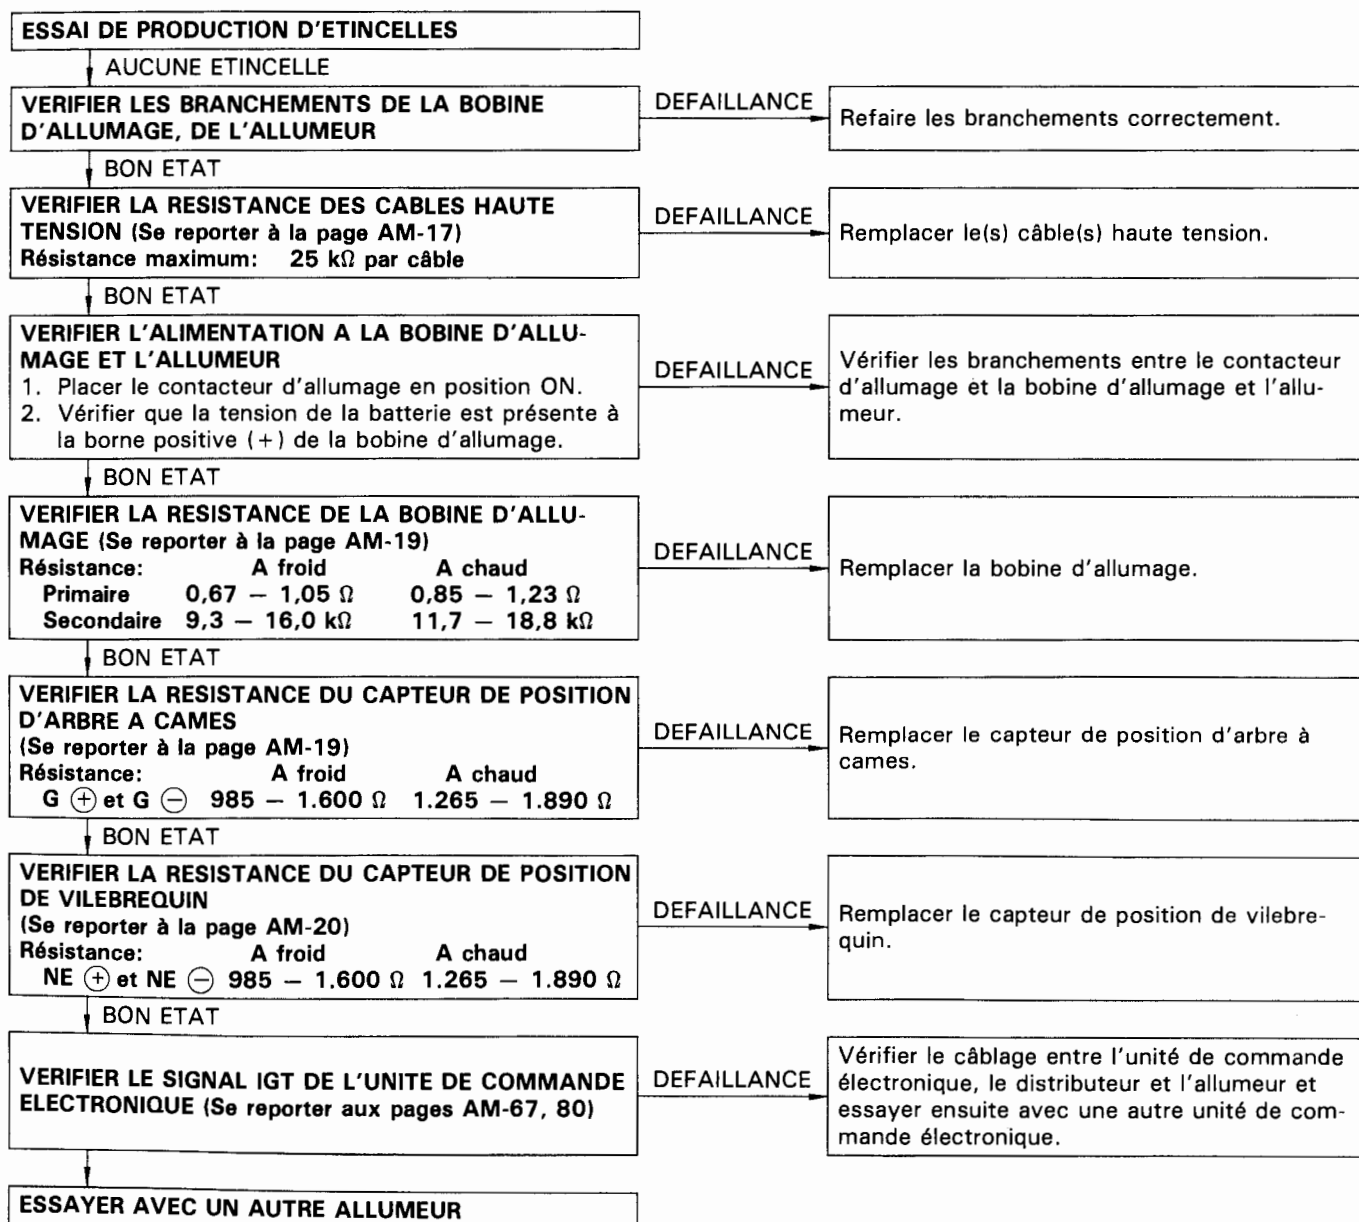 ESSAI DE PRODUCTION D'ETINCELLES
AUCUNE ETINCELLE
VERIFIER LES BRANCHEMENTS DE LA BOBINE
D'ALLUMAGE, DE L'ALLUMEUR
DEFAILLANCE
Refaire les branchements correctement.
BON ETAT
VERIFIER LA RESISTANCE DES CABLES HAUTE
TENSION (Se reporter à la page AM-17)
Résistance maximum: 25 kΩ par câble
DEFAILLANCE
Remplacer le(s) câble(s) haute tension.
BON ETAT
VERIFIER L'ALIMENTATION A LA BOBINE D'ALLU-
MAGE ET L'ALLUMEUR
1. Placer le contacteur d'allumage en position ON.
2. Vérifier que la tension de la batterie est présente à
la borne positive (+) de la bobine d'allumage.
DEFAILLANCE
Vérifier les branchements entre le contacteur
d'allumage et la bobine d'allumage et l'allu-
meur.
BON ETAT
VERIFIER LA RESISTANCE DE LA BOBINE D'ALLU-
MAGE (Se reporter à la page AM-19)
Résistance: A froid A chaud
Primaire 0,67 — 1,05 Ω 0,85 — 1,23 Ω
Secondaire 9,3 — 16,0 kΩ 11,7 — 18,8 kΩ
DEFAILLANCE
Remplacer la bobine d'allumage.
BON ETAT
VERIFIER LA RESISTANCE DU CAPTEUR DE POSITION
D'ARBRE A CAMES
(Se reporter à la page AM-19)
Résistance: A froid A chaud
G ⊕ et G ⊖ 985 — 1.600 Ω 1.265 — 1.890 Ω
DEFAILLANCE
Remplacer le capteur de position d'arbre à
cames.
BON ETAT
VERIFIER LA RESISTANCE DU CAPTEUR DE POSITION
DE VILEBREQUIN
(Se reporter à la page AM-20)
Résistance: A froid A chaud
NE ⊕ et NE ⊖ 985 — 1.600 Ω 1.265 — 1.890 Ω
DEFAILLANCE
Remplacer le capteur de position de vilebre-
quin.
BON ETAT
VERIFIER LE SIGNAL IGT DE L'UNITE DE COMMANDE
ELECTRONIQUE (Se reporter aux pages AM-67, 80)
DEFAILLANCE
Vérifier le câblage entre l'unité de commande
électronique, le distributeur et l'allumeur et
essayer ensuite avec une autre unité de com-
mande électronique.
ESSAYER AVEC UN AUTRE ALLUMEUR